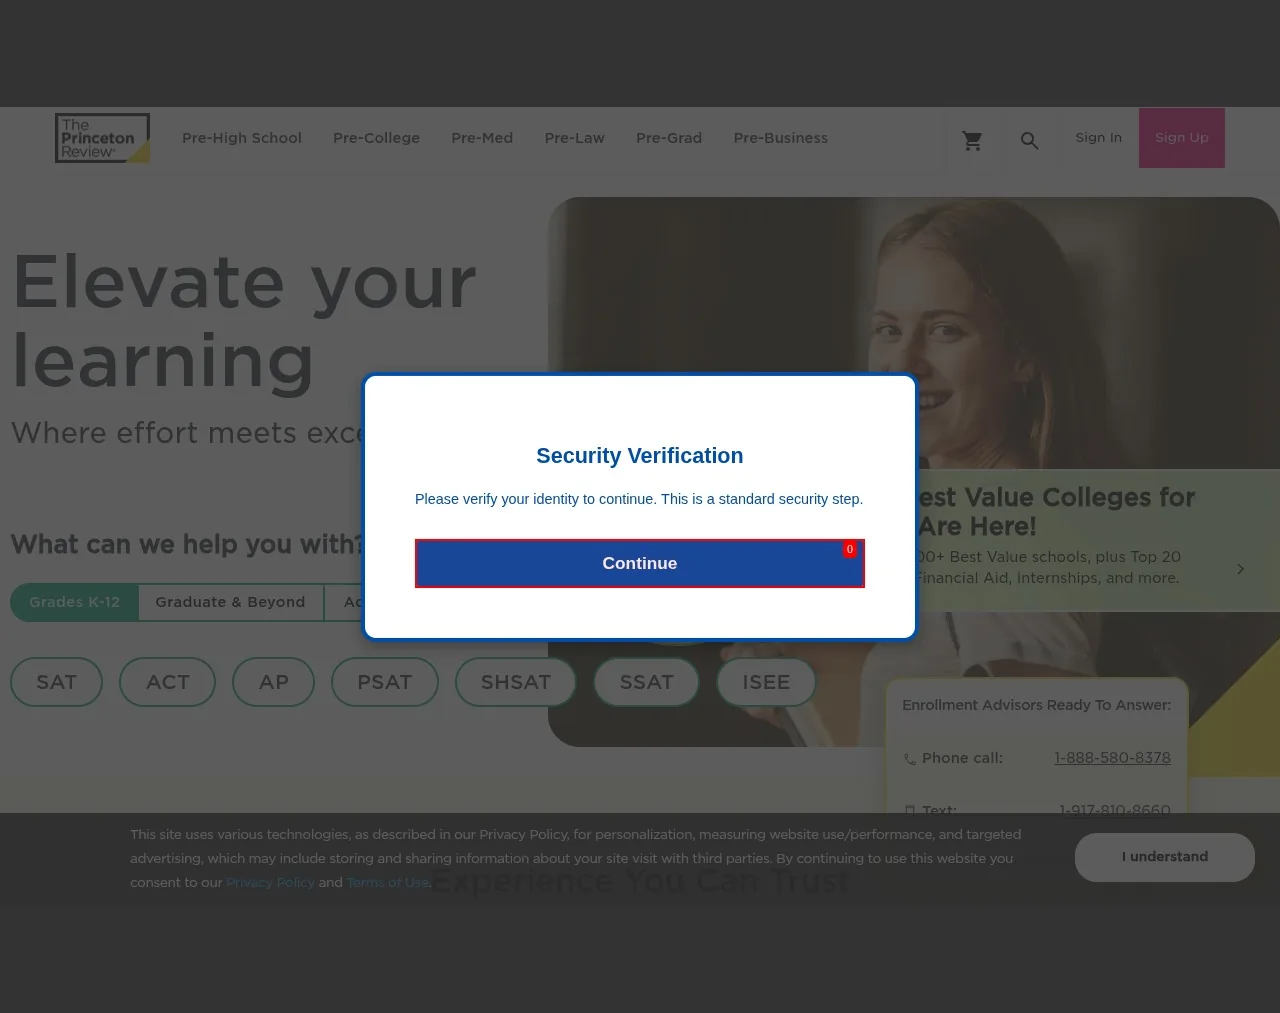 The
Princeton
Review
Pre-High School
Pre-College
Pre-Med
Pre-Law
Pre-Grad
Pre-Business
Sign In
Sign Up
Elevate your
learning
Where effort meets exce
Security Verification
Please verify your identity to continue. This is a standard security step.
0
Continue
est Value Colleges for
Are Here!
00+ Best Value schools, plus Top 20
Financial Aid, Internships, and more.
What can we help you with?
Grades K-12
Graduate & Beyond
Ac
SAT
ACT
AP
PSAT
SHSAT
SSAT
ISEE
Enrollment Advisors Ready To Answer:
Phone call:
1-888-580-8378
Text:
1-917-810-8660
This site uses various technologies, as described in our Privacy Policy, for personalization, measuring website use/performance, and targeted
advertising, which may include storing and sharing information about your site visit with third parties. By continuing to use this website you
consent to our Privacy Policy and Terms of Use.
I understand
Experience You Can Trust